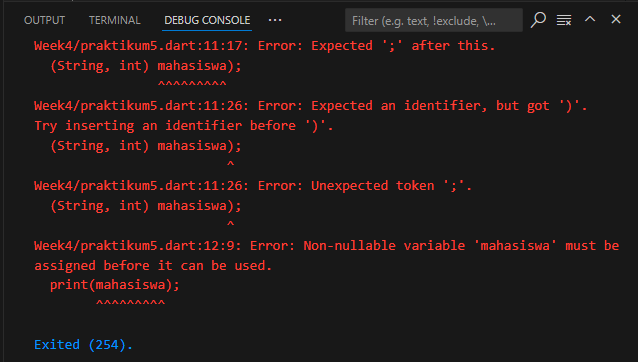 OUTPUT TERMINAL DEBUG CONSOLE ... Filter (e.g. text, !exclude, \...
Week4/praktikum5.dart:11:17: Error: Expected ';' after this.
(String, int) mahasiswa);
^^^^^^^^^
Week4/praktikum5.dart:11:26: Error: Expected an identifier, but got ')'.
Try inserting an identifier before ')'.
(String, int) mahasiswa);
^
Week4/praktikum5.dart:11:26: Error: Unexpected token ';'.
(String, int) mahasiswa);
^
Week4/praktikum5.dart:12:9: Error: Non-nullable variable 'mahasiswa' must be
assigned before it can be used.
print(mahasiswa);
^^^^^^^^^
Exited (254).